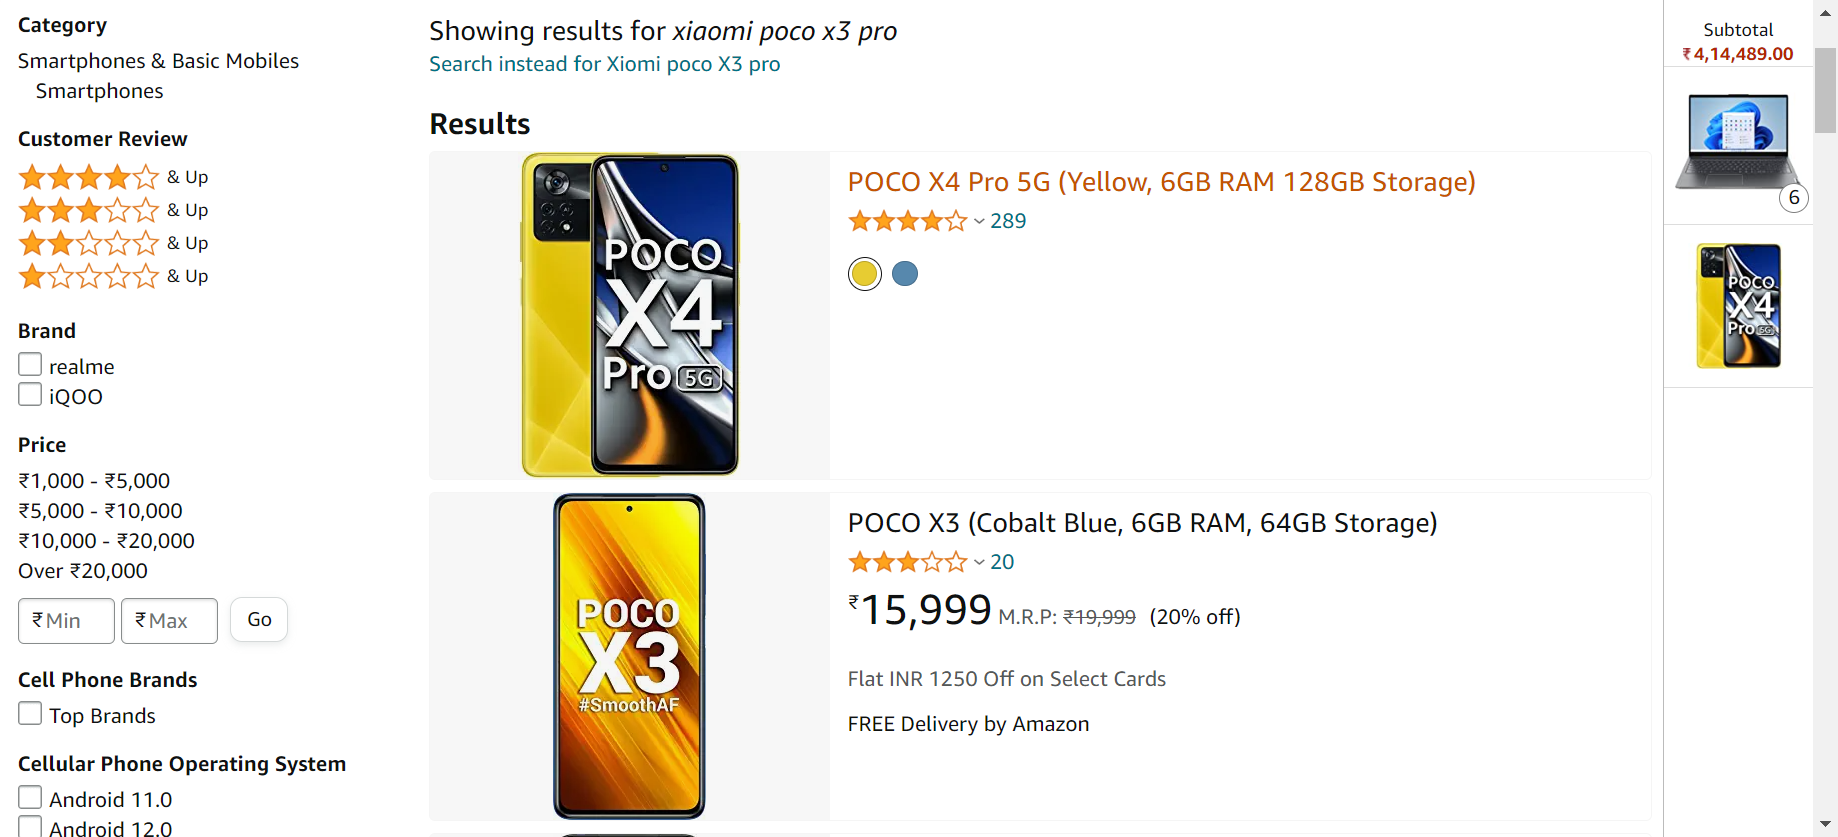 Category
Smartphones & Basic Mobiles
Smartphones
Customer Review
& Up
& Up
& Up
& Up
Brand
realme
iQOO
Price
₹1,000 - ₹5,000
₹5,000 - ₹10,000
₹10,000 - ₹20,000
Over ₹20,000
₹ Min
₹ Max
Go
Cell Phone Brands
Top Brands
Cellular Phone Operating System
Android 11.0
Android 12.0
Showing results for xiaomi poco x3 pro
Search instead for Xiomi poco X3 pro
Results
POCO
X4
Pro 5G
POCO X4 Pro 5G (Yellow, 6GB RAM 128GB Storage)
289
POCO
X3
#SmoothAF
POCO X3 (Cobalt Blue, 6GB RAM, 64GB Storage)
20
₹15,999 M.R.P: ₹19,999 (20% off)
Flat INR 1250 Off on Select Cards
FREE Delivery by Amazon
Subtotal
₹4,14,489.00
6
POCO
X4
Pro 5G